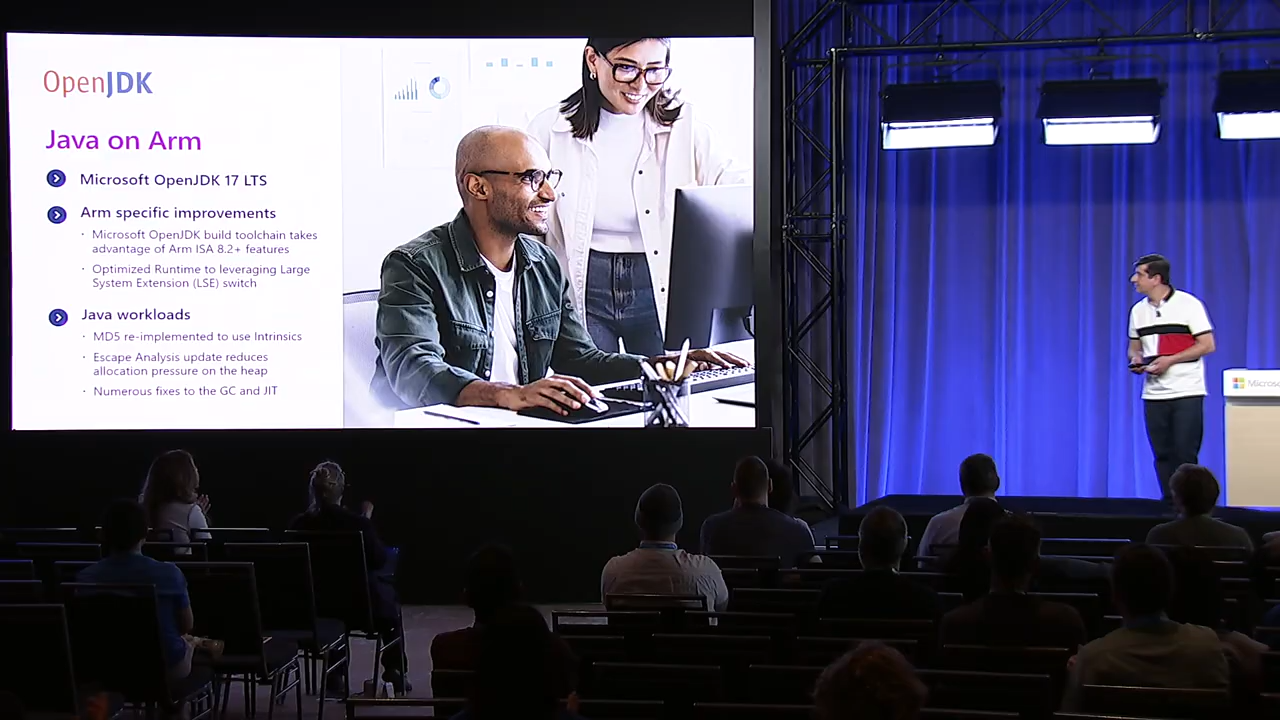 OpenJDK
Java on Arm
Microsoft OpenJDK 17 LTS
Arm specific improvements
· Microsoft OpenJDK build toolchain takes
advantage of Arm ISA 8.2+ features
· Optimized Runtime to leveraging Large
System Extension (LSE) switch
Java workloads
· MD5 re-implemented to use Intrinsics
· Escape Analysis update reduces
allocation pressure on the heap
· Numerous fixes to the GC and JIT
Microso